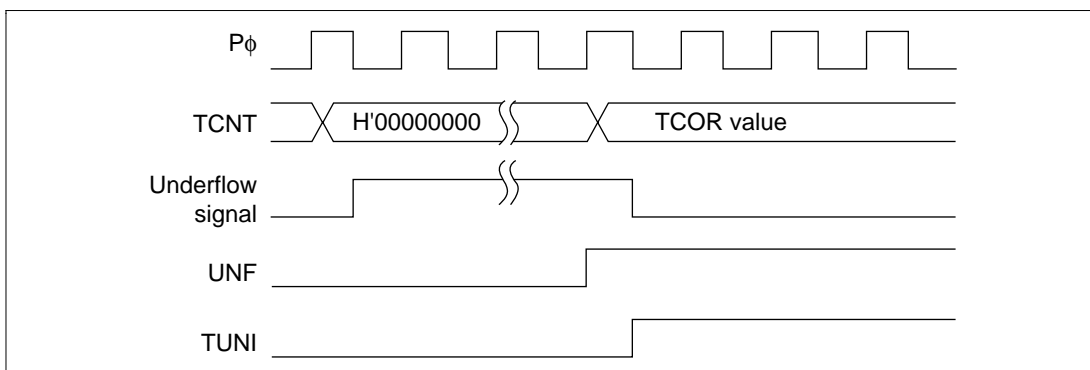 Pϕ
TCNT
H'00000000
TCOR value
Underflow
signal
UNF
TUNI